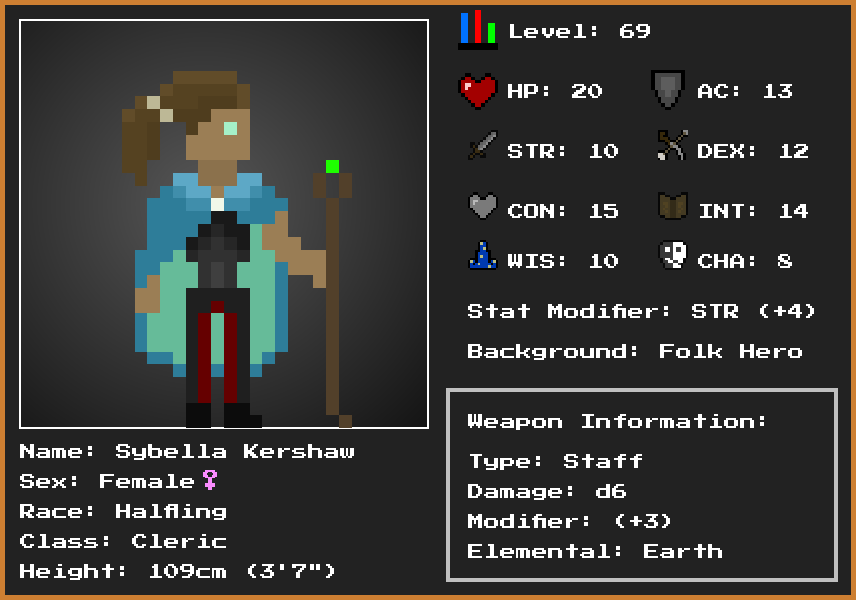 Level: 69
HP: 20 AC: 13
STR: 10 DEX: 12
CON: 15 INT: 14
WIS: 10 CHA: 8
Stat Modifier: STR (+4)
Background: Folk Hero
Weapon Information:
Type: Staff
Damage: d6
Modifier: (+3)
Elemental: Earth
Name: Sybella Kershaw
Sex: Female♀
Race: Halfling
Class: Cleric
Height: 109cm (3'7")